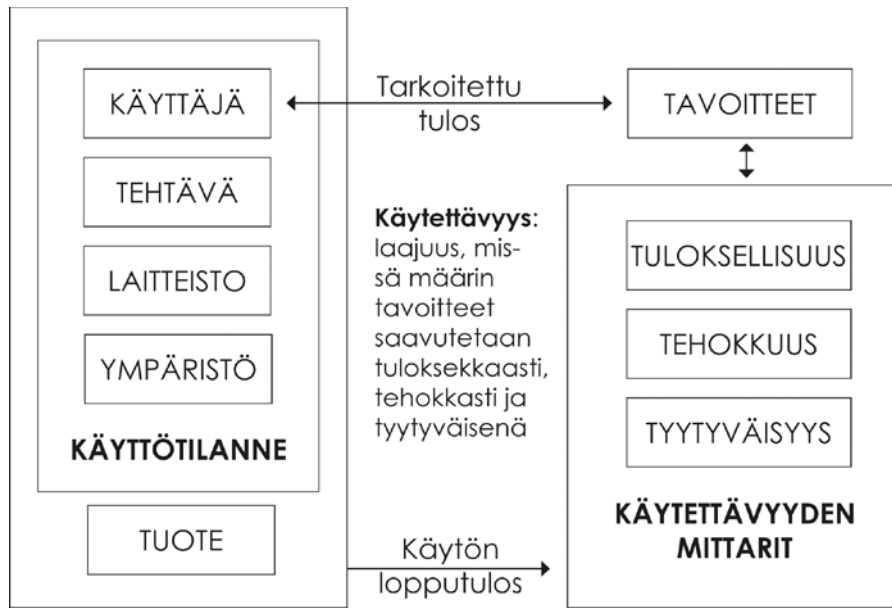 KÄYTTÄJÄ
TEHTÄVÄ
LAITTEISTO
YMPÄRISTÖ
KÄYTTÖTILANNE
TUOTE
Tarkoitettu
tulos
Käytettävyys:
laajuus, mis-
sä määrin
tavoitteet
saavutetaan
tuloksekkaasti,
tehokkasti ja
tyytyväisenä
Käytön
lopputulos
TAVOITTEET
TULOKSELLISUUS
TEHOKKUUS
TYYTYVÄISYYS
KÄYTETTÄVYYDEN
MITTARIT